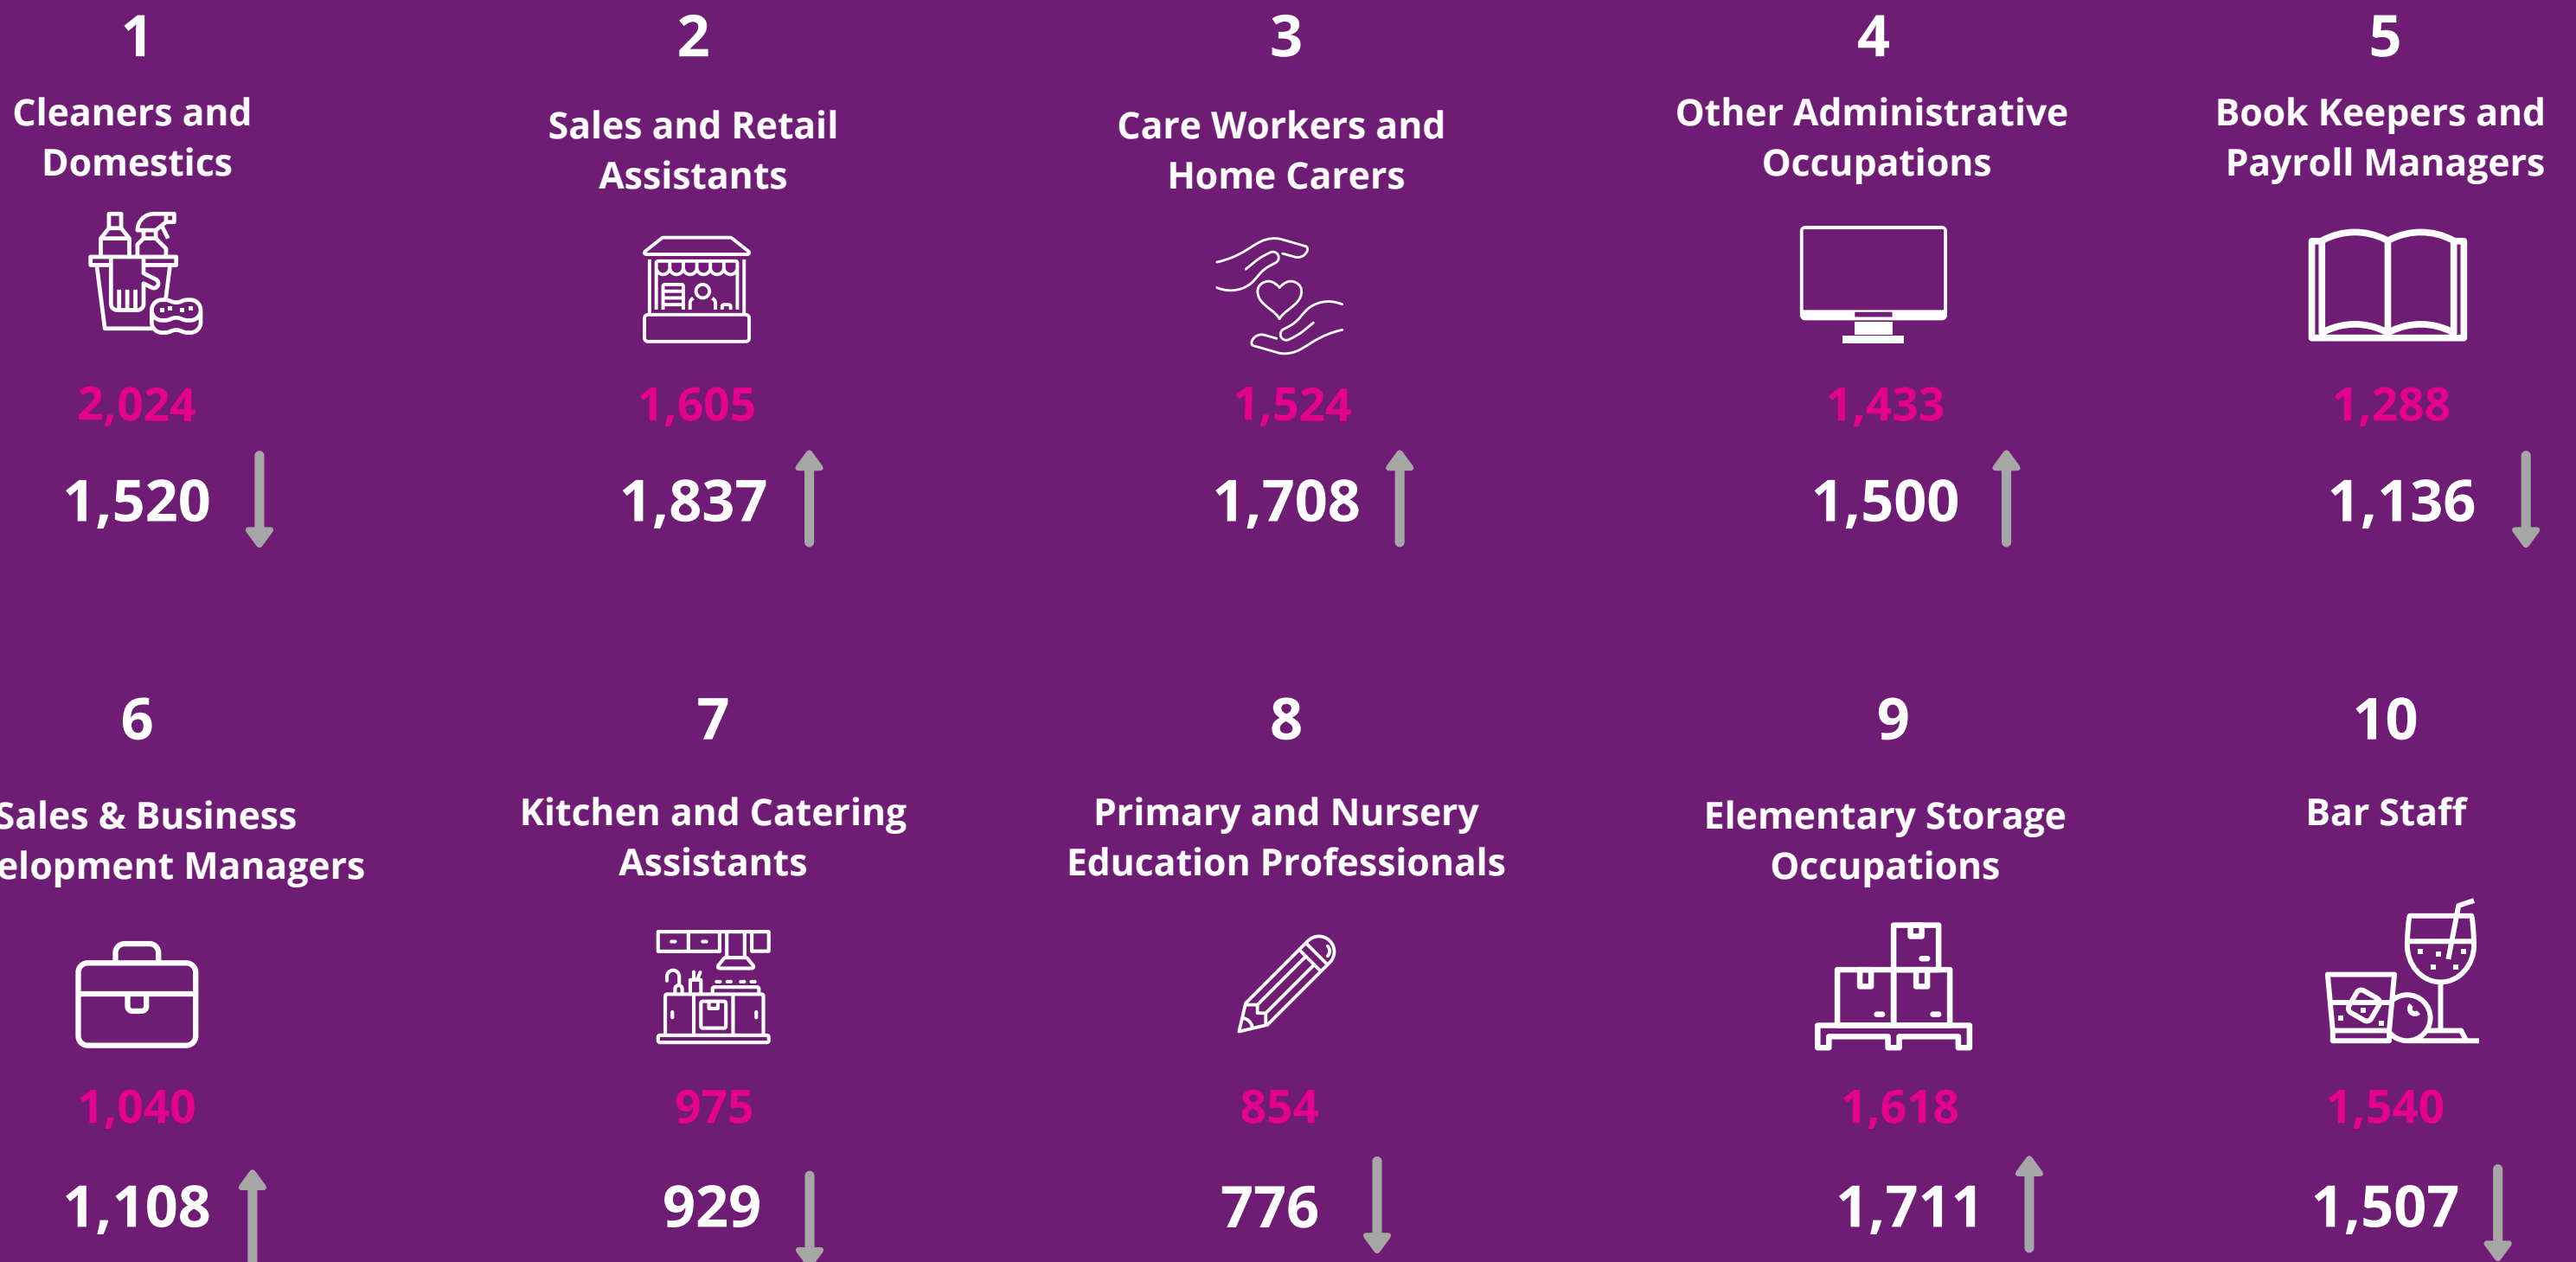 1
Cleaners and
Domestics
2,024
1,520
2
Sales and Retail
Assistants
1,605
1,837
3
Care Workers and
Home Carers
1,524
1,708
4
Other Administrative
Occupations
1,433
1,500
5
Book Keepers and
Payroll Managers
1,288
1,136
6
Sales & Business
elopment Managers
1,040
1,108
7
Kitchen and Catering
Assistants
975
929
8
Primary and Nursery
Education Professionals
854
776
9
Elementary Storage
Occupations
1,618
1,711
10
Bar Staff
1,540
1,507